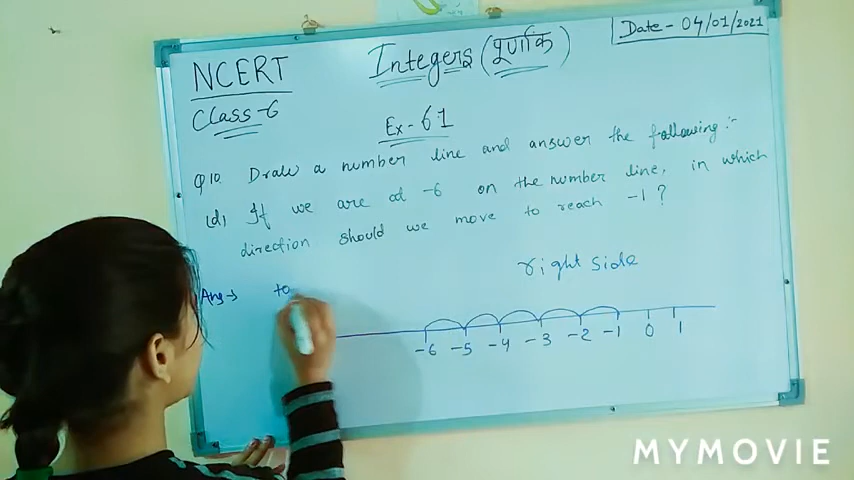 Date - 04/01/2021
NCERT
Integers (पूर्णांक)
Class-6
Ex-61
Q10. Draw a number line and answer the following:-
(d) If we are at -6 on the number line, in which
direction should we move to reach -1?
right side
Ans→ to
-6 -5 -4 -3 -2 -1 0 1
MYMOVIE